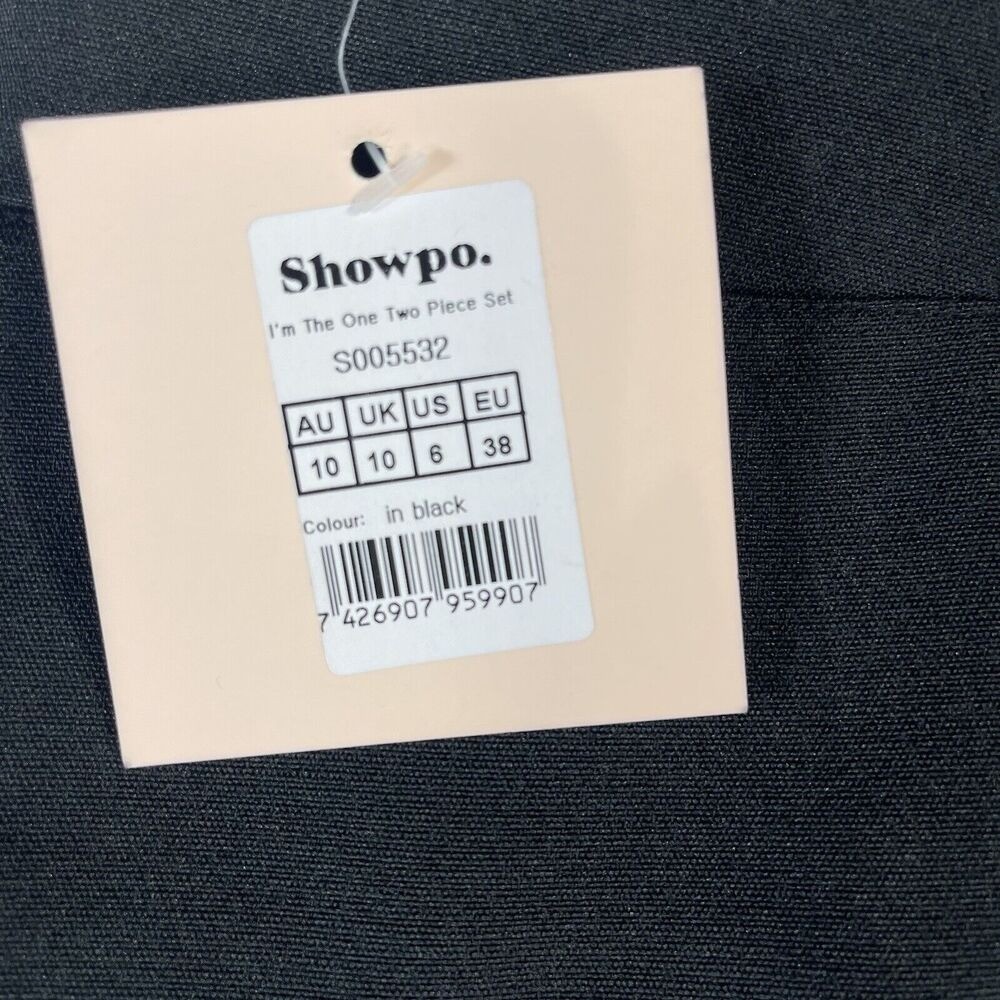 Showpo.
I'm The One Two Piece Set
S005532
AU UK US EU
10 10 6 38
Colour: in black
7 426907 959907